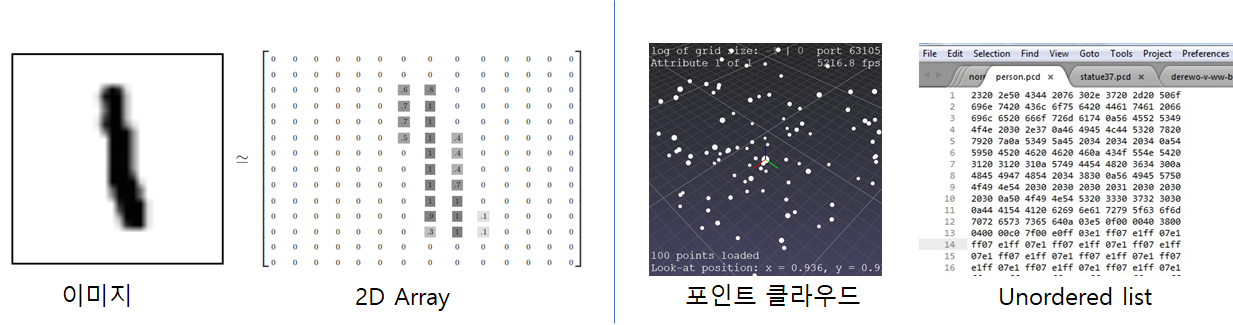 0 0 0 0 0 0 0 0 0 0 0 0
0 0 0 0 0 0 0 0 0 0 0 0
0 0 0 0 0 .6 .8 0 0 0 0 0
0 0 0 0 0 .7 1 0 0 0 0 0
0 0 0 0 0 .7 1 0 0 0 0 0
0 0 0 0 0 .5 1 .4 0 0 0 0
0 0 0 0 0 0 1 .4 0 0 0 0
0 0 0 0 0 0 1 .4 0 0 0 0
0 0 0 0 0 0 1 .7 0 0 0 0
0 0 0 0 0 0 1 1 0 0 0 0
0 0 0 0 0 0 .9 1 .1 0 0 0
0 0 0 0 0 0 .3 1 .1 0 0 0
0 0 0 0 0 0 0 0 0 0 0 0
0 0 0 0 0 0 0 0 0 0 0 0
≃
이미지
2D Array
log of grid size: -1 | 0 port 63105
Attribute 1 of 1 5216.8 fps
100 points loaded
Look-at position: x = 0.936, y = 0.9
포인트 클라우드
File Edit Selection Find View Goto Tools Project Preferences
nor person.pcd × statue37.pcd × derewo-v-ww-b
1 2320 2e50 4344 2076 302e 3720 2d20 506f
2 696e 7420 436c 6f75 6420 4461 7461 2066
3 696c 6520 666f 726d 6174 0a56 4552 5349
4 4f4e 2030 2e37 0a46 4945 4c44 5320 7820
5 7920 7a0a 5349 5a45 2034 2034 2034 0a54
6 5950 4520 4620 4620 460a 434f 554e 5420
7 3120 3120 310a 5749 4454 4820 3634 300a
8 4845 4947 4854 2034 3830 0a56 4945 5750
9 4f49 4e54 2030 2030 2030 2031 2030 2030
10 2030 0a50 4f49 4e54 5320 3330 3732 3030
11 0a44 4154 4120 6269 6e61 7279 5f63 6f6d
12 7072 6573 7365 640a 03e5 0f00 0040 3800
13 0400 00c0 7f00 e0ff 03e1 ff07 e1ff 07e1
14 ff07 e1ff 07e1 ff07 e1ff 07e1 ff07 e1ff
15 07e1 ff07 e1ff 07e1 ff07 e1ff 07e1 ff07
16 e1ff 07e1 ff07 e1ff 07e1 ff07 e1ff 07e1
Unordered list